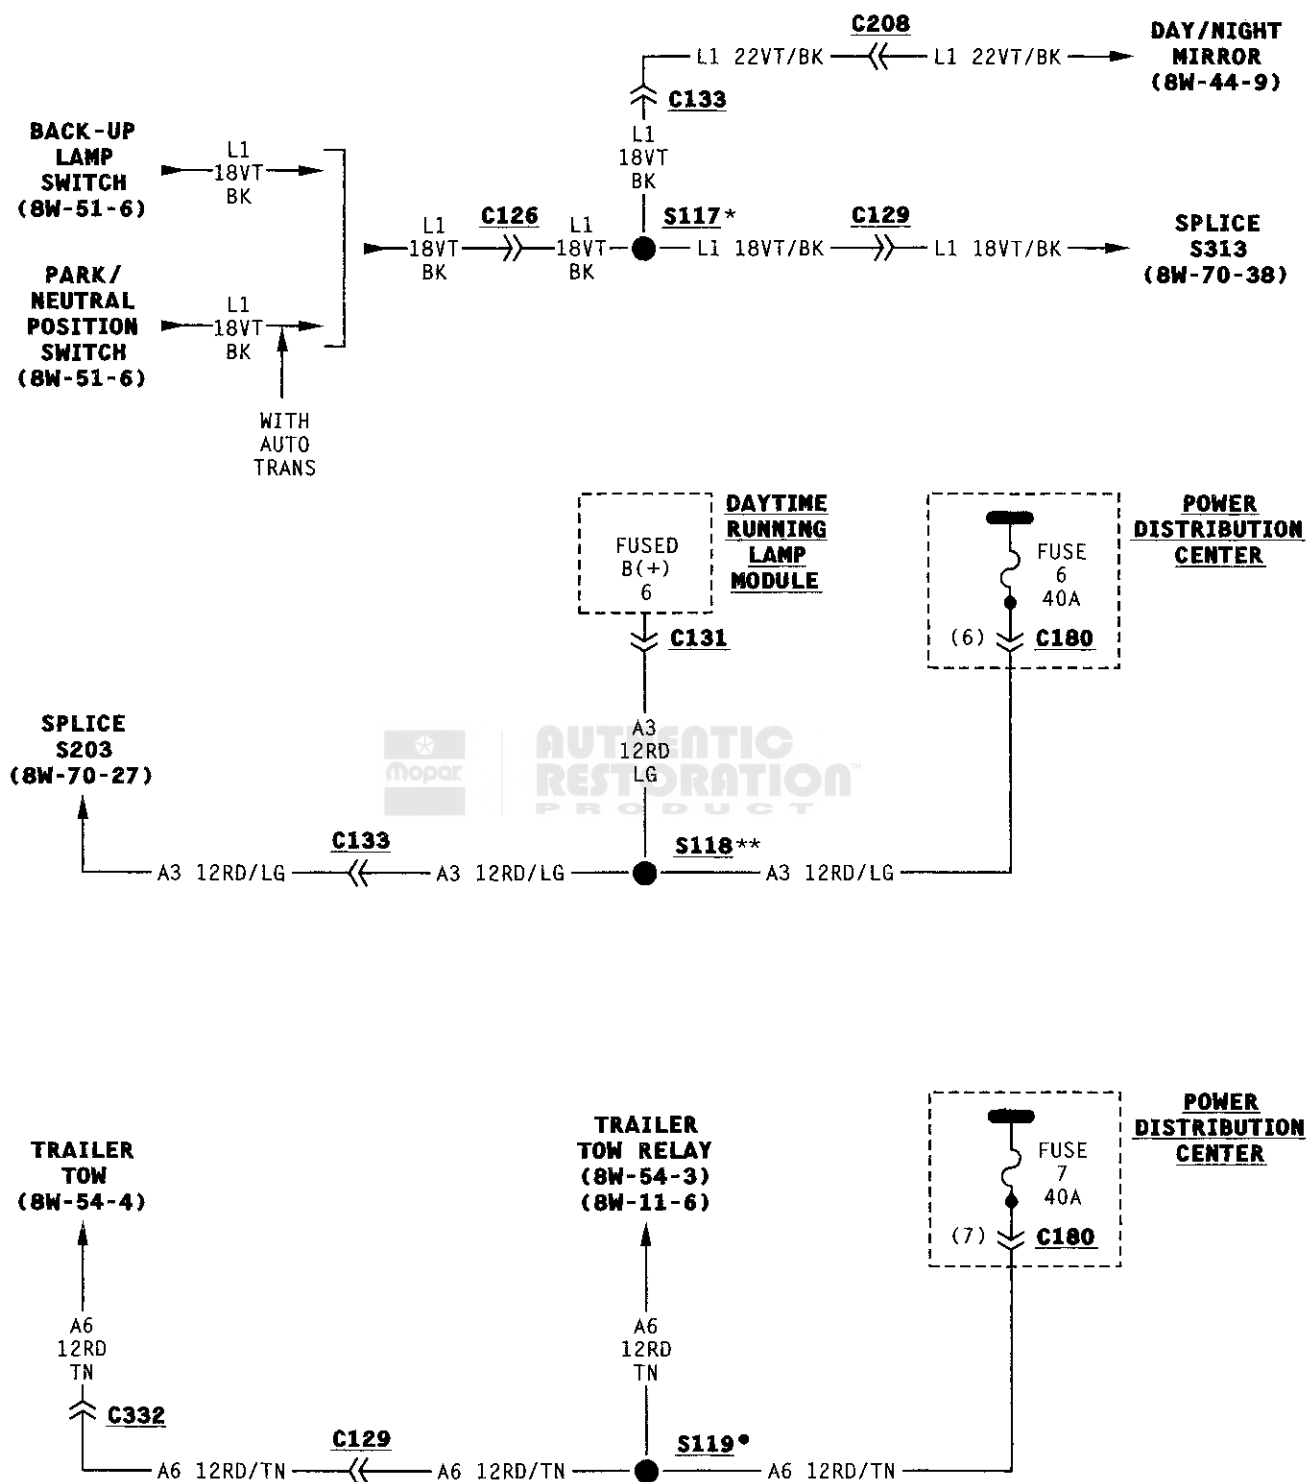 C208
L1 22VT/BK
L1 22VT/BK
DAY/NIGHT
MIRROR
(8W-44-9)
C133
L1
18VT
BK
BACK-UP
LAMP
SWITCH
(8W-51-6)
L1
18VT
BK
PARK/
NEUTRAL
POSITION
SWITCH
(8W-51-6)
L1
18VT
BK
WITH
AUTO
TRANS
L1
18VT
BK
C126
L1
18VT
BK
S117*
L1 18VT/BK
C129
L1 18VT/BK
SPLICE
S313
(8W-70-38)
FUSED
B(+)
6
DAYTIME
RUNNING
LAMP
MODULE
C131
A3
12RD
LG
FUSE
6
40A
(6)
C180
POWER
DISTRIBUTION
CENTER
Mopar
AUTHENTIC
RESTORATION™
PRODUCT
SPLICE
S203
(8W-70-27)
A3 12RD/LG
C133
A3 12RD/LG
S118**
A3 12RD/LG
TRAILER
TOW
(8W-54-4)
A6
12RD
TN
C332
TRAILER
TOW RELAY
(8W-54-3)
(8W-11-6)
A6
12RD
TN
FUSE
7
40A
(7)
C180
POWER
DISTRIBUTION
CENTER
A6 12RD/TN
C129
A6 12RD/TN
S119•
A6 12RD/TN